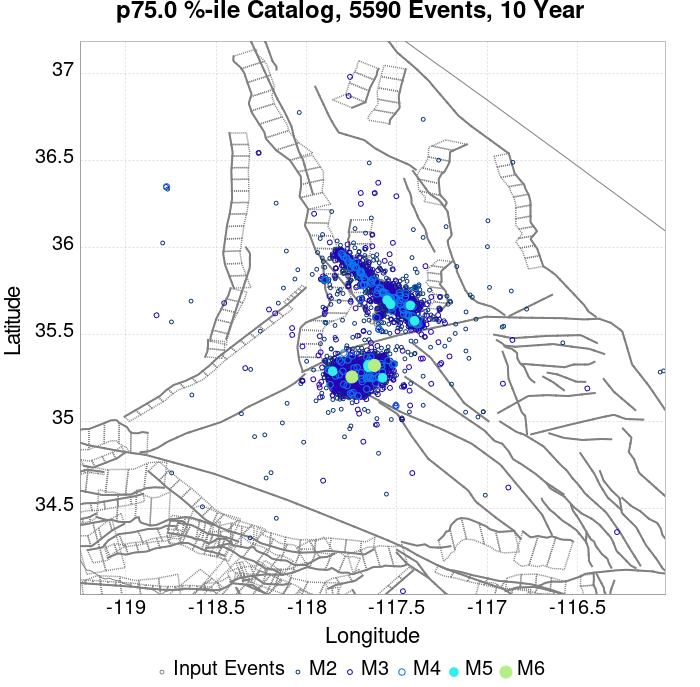 p75.0 %-ile Catalog, 5590 Events, 10 Year
37
36.5
36
35.5
35
34.5
Latitude
-119
-118.5
-118
-117.5
-117
-116.5
Longitude
Input Events
M2
M3
M4
M5
M6